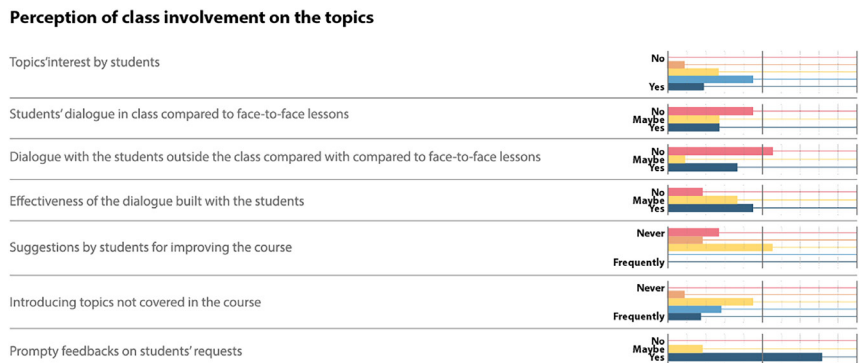 Perception of class involvement on the topics
Topics'interest by students
No
Yes
Students' dialogue in class compared to face-to-face lessons
No
Maybe
Yes
Dialogue with the students outside the class compared with compared to face-to-face lessons
No
Maybe
Yes
Effectiveness of the dialogue built with the students
No
Maybe
Yes
Suggestions by students for improving the course
Never
Frequently
Introducing topics not covered in the course
Never
Frequently
Prompty feedbacks on students' requests
No
Maybe
Yes